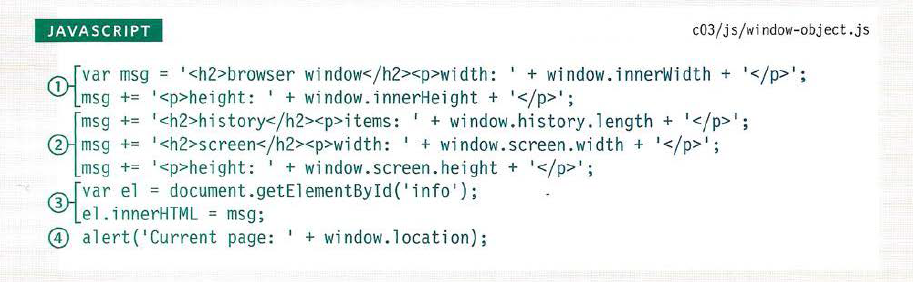 JAVASCRIPT
c03/js/window-object.js
① var msg = '<h2>browser window</h2><p>width: ' + window.innerWidth + '</p>';
msg += '<p>height: ' + window.innerHeight + '</p>';
② msg += '<h2>history</h2><p>items: ' + window.history.length + '</p>';
msg += '<h2>screen</h2><p>width: ' + window.screen.width + '</p>';
msg += '<p>height: ' + window.screen.height + '</p>';
③ var el = document.getElementById('info');
el.innerHTML = msg;
④ alert('Current page: ' + window.location);